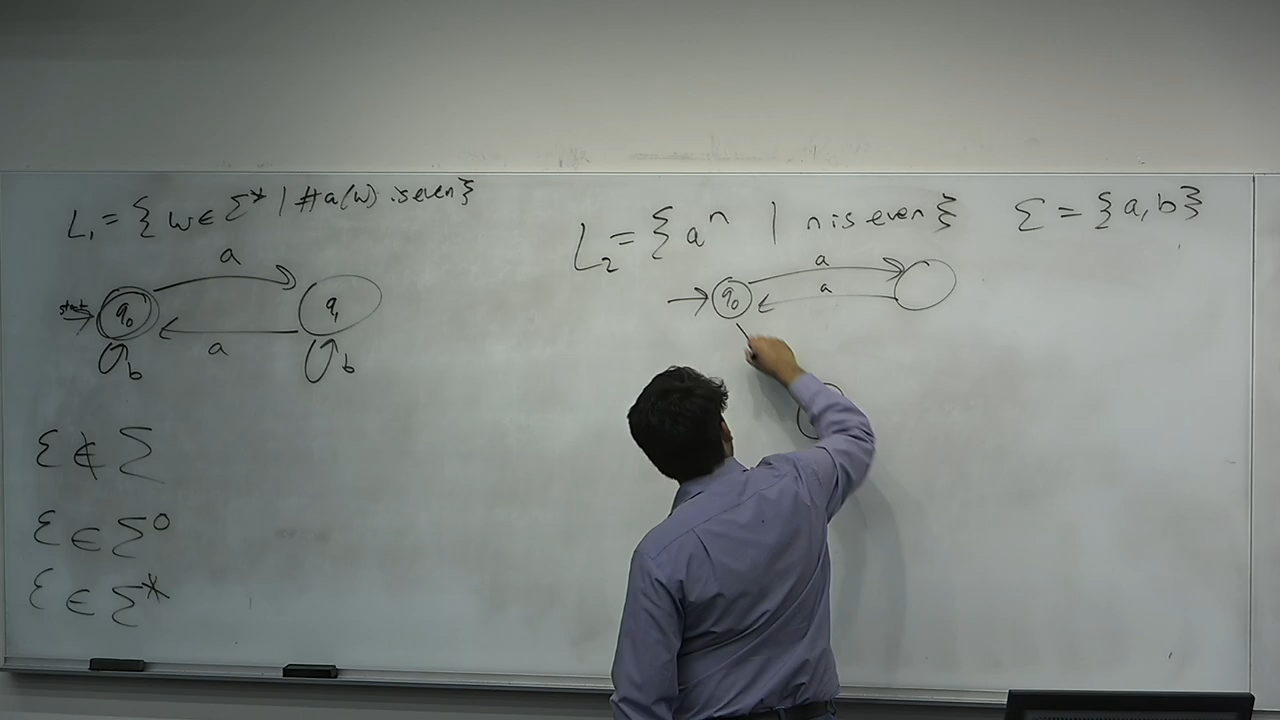 L₁ = { w ∈ Σ* | #a(w) is even }
a
start
q₀
q₁
b
a
b
ε ∉ Σ
ε ∈ Σ⁰
ε ∈ Σ*
L₂ = { aⁿ | n is even } Σ = {a, b}
a
q₀
a